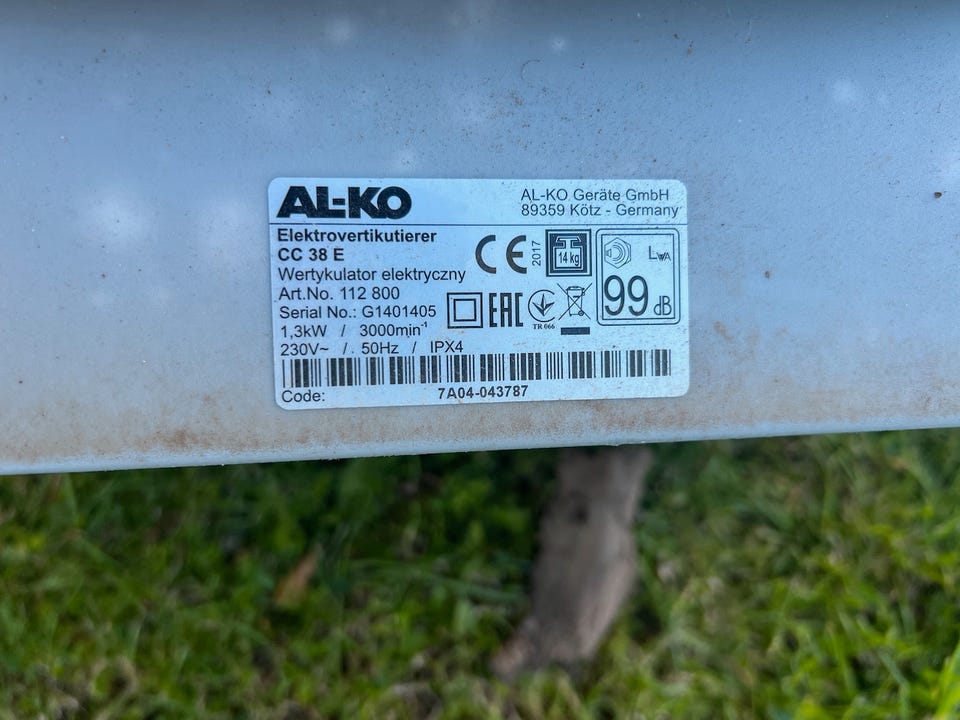 AL-KO
AL-KO Geräte GmbH
89359 Kötz - Germany
Elektrovertikutierer
CC 38 E
Wertykulator elektryczny
Art.No. 112 800
Serial No.: G1401405
1,3kW / 3000min⁻¹
230V~ / 50Hz / IPX4
CE
2017
14 kg
LWA
99 dB
EAC
TR 066
Code:
7A04-043787